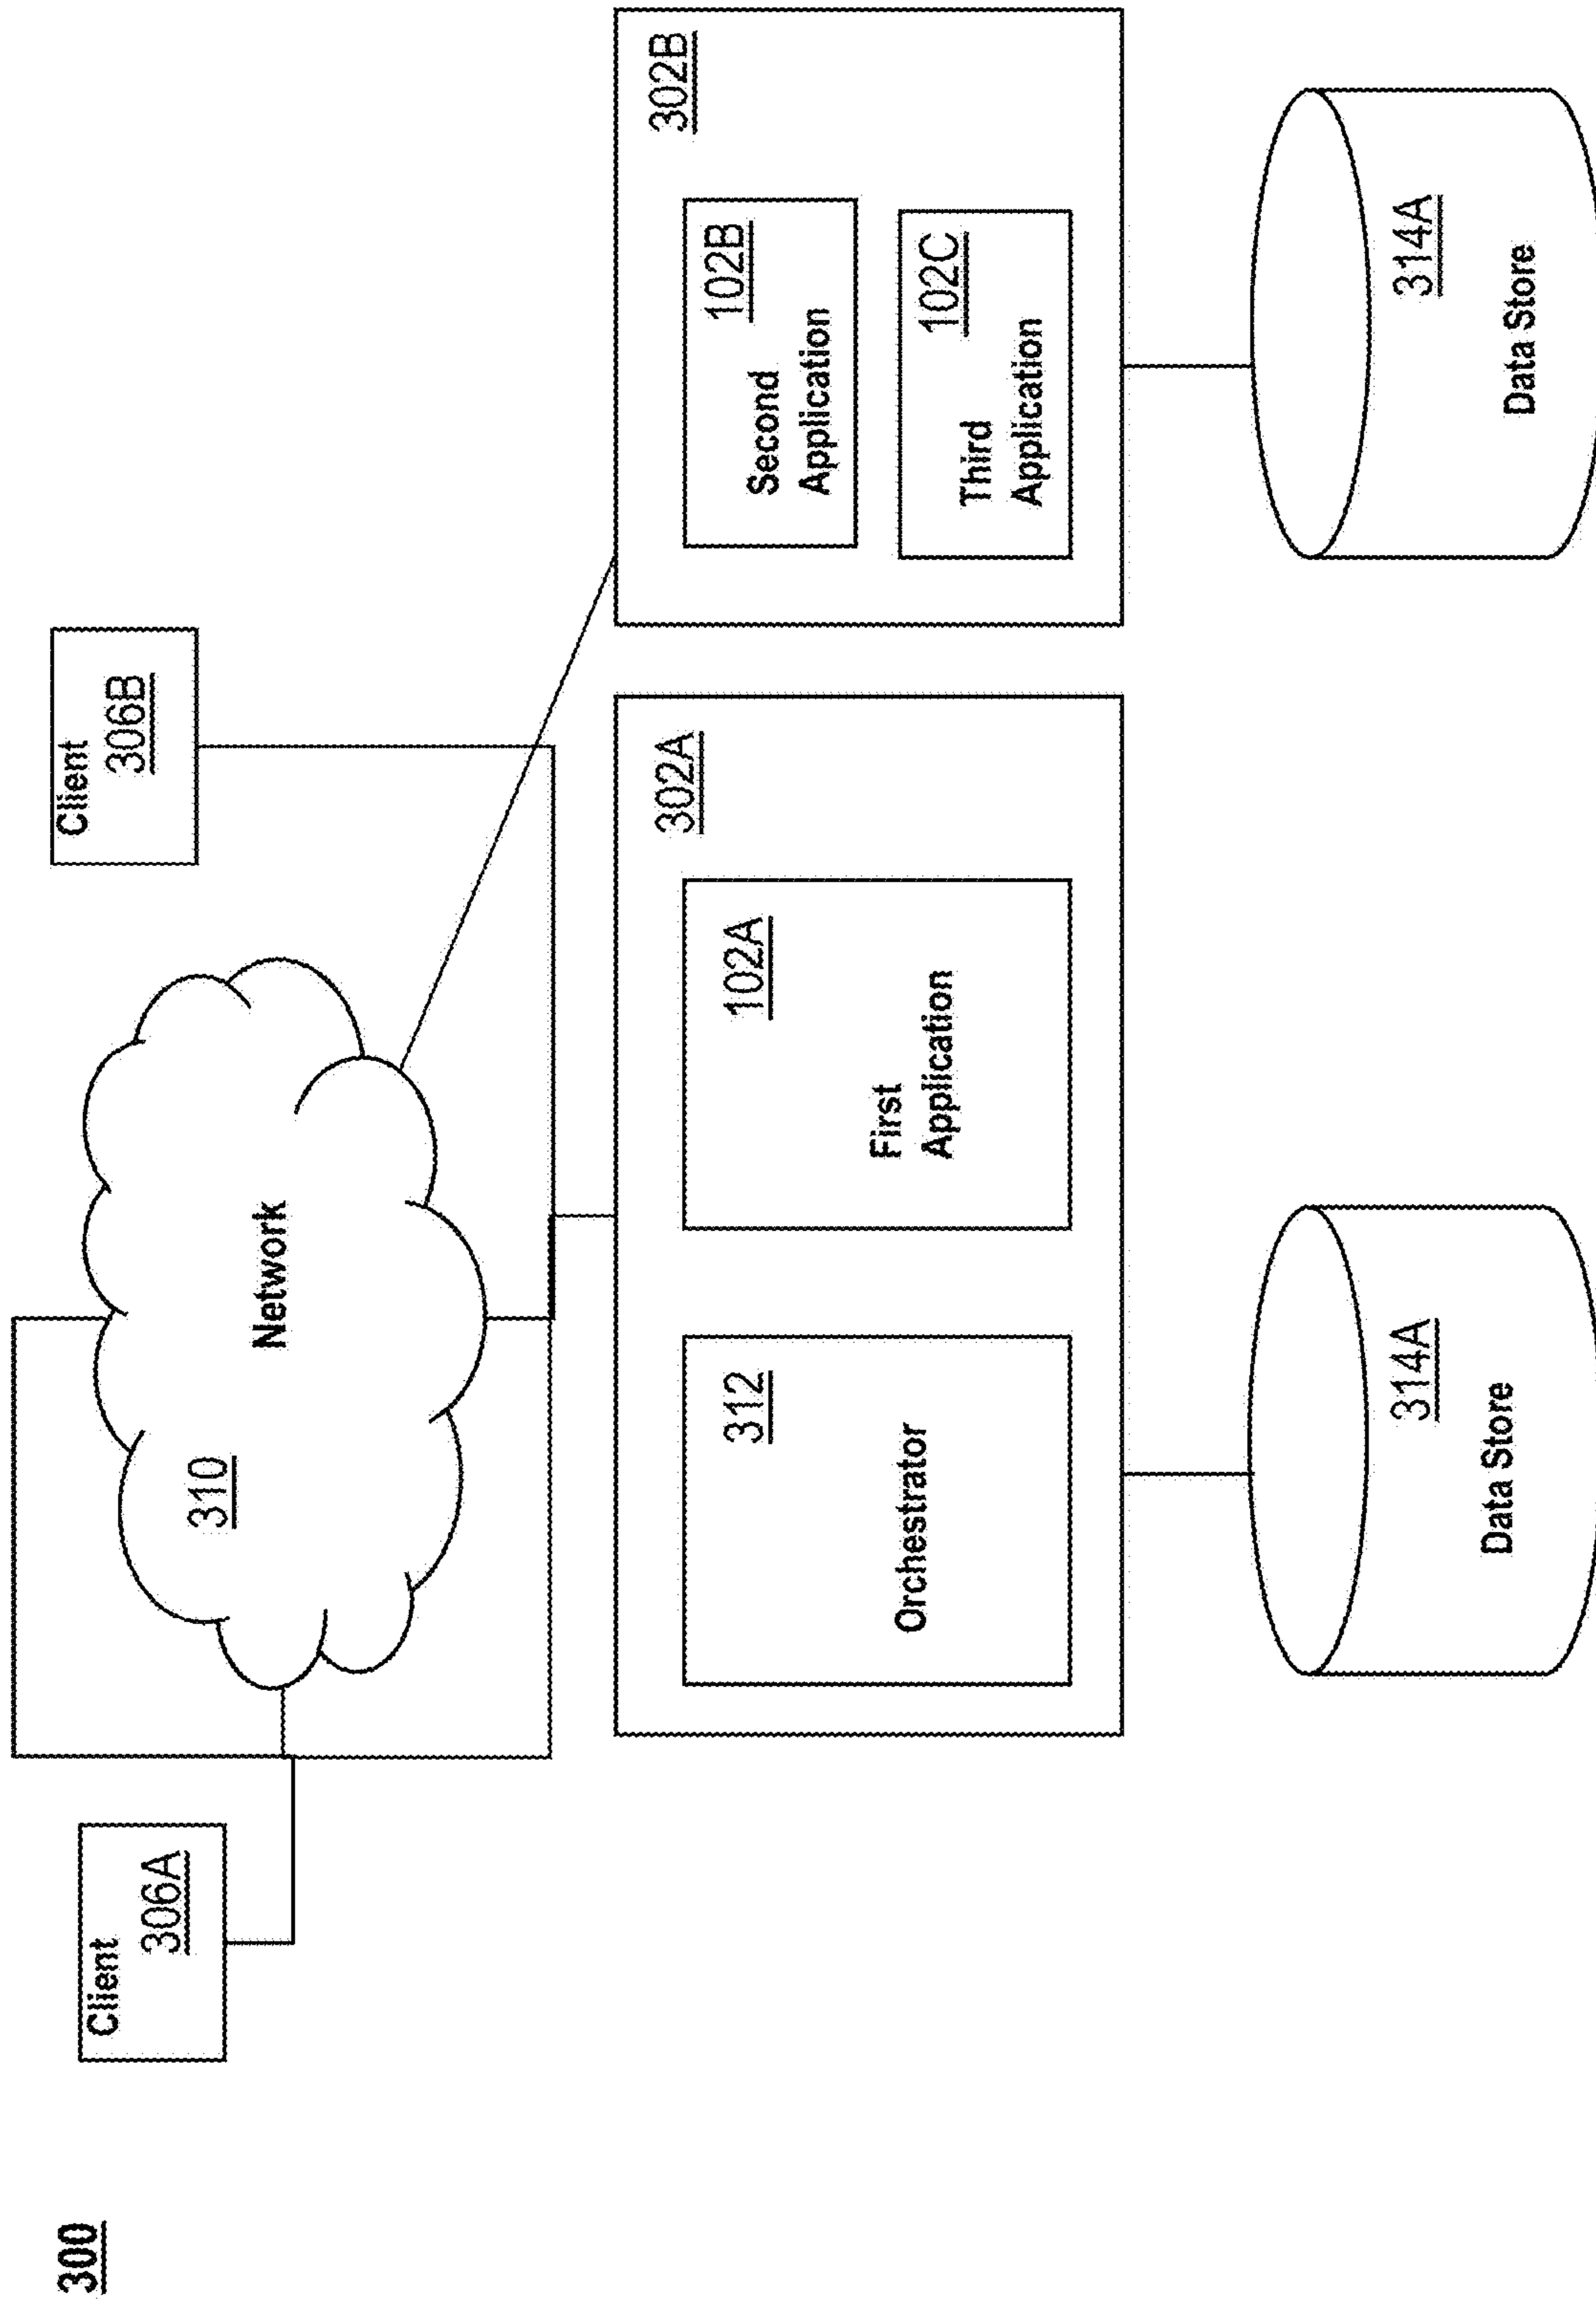 300
Client
306A
310
Network
Client
306B
302A
312
Orchestrator
102A
First
Application
302B
102B
Second
Application
102C
Third
Application
314A
Data Store
314A
Data Store